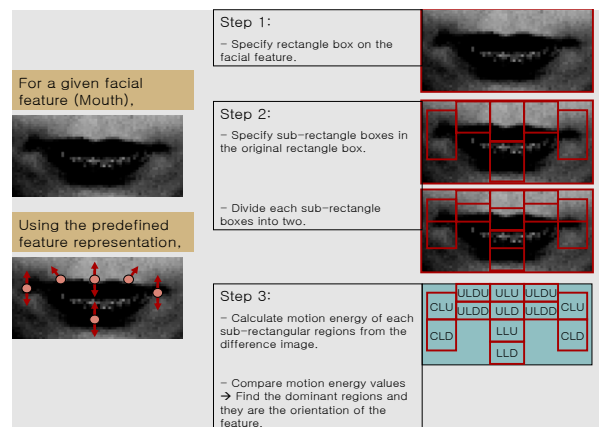 For a given facial
feature (Mouth),
Using the predefined
feature representation,
Step 1:
- Specify rectangle box on the
facial feature.
Step 2:
- Specify sub-rectangle boxes in
the original rectangle box.
- Divide each sub-rectangle
boxes into two.
Step 3:
- Calculate motion energy of each
sub-rectangular regions from the
difference image.
- Compare motion energy values
→ Find the dominant regions and
they are the orientation of the
feature.
CLU ULDU ULU ULDU CLU
ULDD ULD ULDD
CLD LLU CLD
LLD